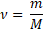 ν = m/M